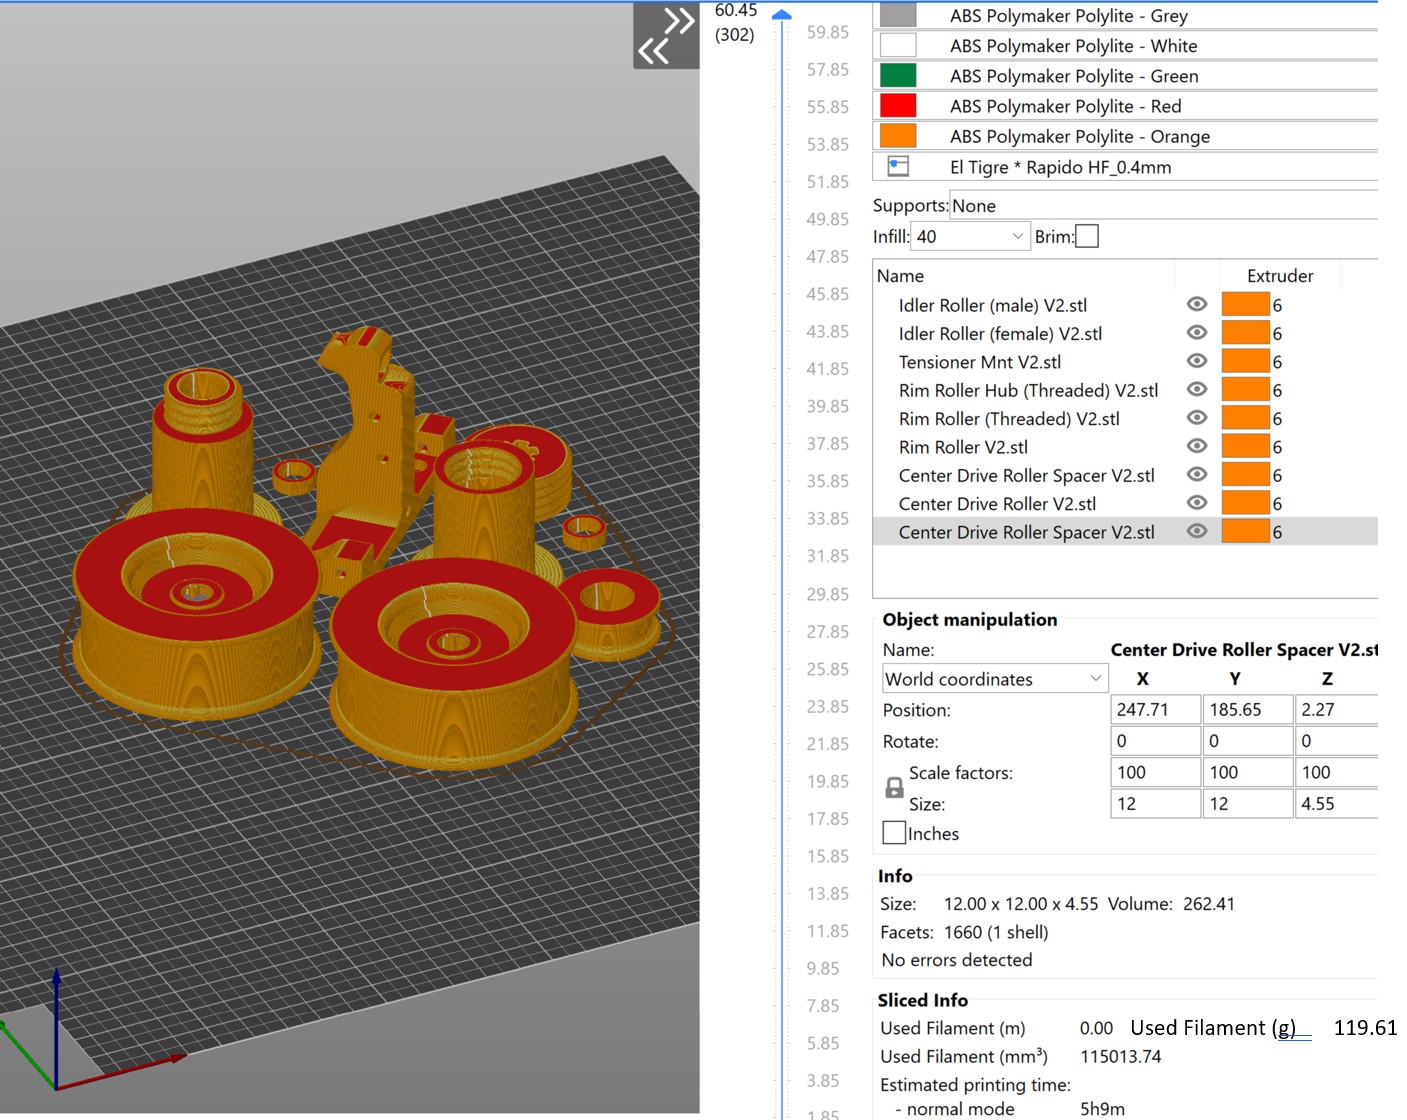 60.45
(302)
59.85
57.85
55.85
53.85
51.85
49.85
47.85
45.85
43.85
41.85
39.85
37.85
35.85
33.85
31.85
29.85
27.85
25.85
23.85
21.85
19.85
17.85
15.85
13.85
11.85
9.85
7.85
5.85
3.85
1.85
ABS Polymaker Polylite - Grey
ABS Polymaker Polylite - White
ABS Polymaker Polylite - Green
ABS Polymaker Polylite - Red
ABS Polymaker Polylite - Orange
El Tigre * Rapido HF_0.4mm
Supports: None
Infill: 40 Brim:
Name Extruder
Idler Roller (male) V2.stl 6
Idler Roller (female) V2.stl 6
Tensioner Mnt V2.stl 6
Rim Roller Hub (Threaded) V2.stl 6
Rim Roller (Threaded) V2.stl 6
Rim Roller V2.stl 6
Center Drive Roller Spacer V2.stl 6
Center Drive Roller V2.stl 6
Center Drive Roller Spacer V2.stl 6
Object manipulation
Name: Center Drive Roller Spacer V2.st
World coordinates X Y Z
Position: 247.71 185.65 2.27
Rotate: 0 0 0
Scale factors: 100 100 100
Size: 12 12 4.55
Inches
Info
Size: 12.00 x 12.00 x 4.55 Volume: 262.41
Facets: 1660 (1 shell)
No errors detected
Sliced Info
Used Filament (m) 0.00 Used Filament (g) 119.61
Used Filament (mm³) 115013.74
Estimated printing time:
- normal mode 5h9m